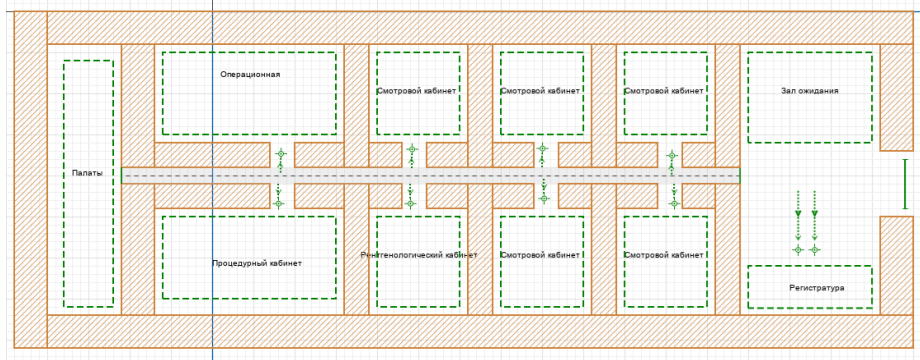 Операционная
Смотровой кабинет
Смотровой кабинет
Смотровой кабинет
Зал ожидания
Палаты
Процедурный кабинет
Рентгенологический кабинет
Смотровой кабинет
Смотровой кабинет
Регистратура